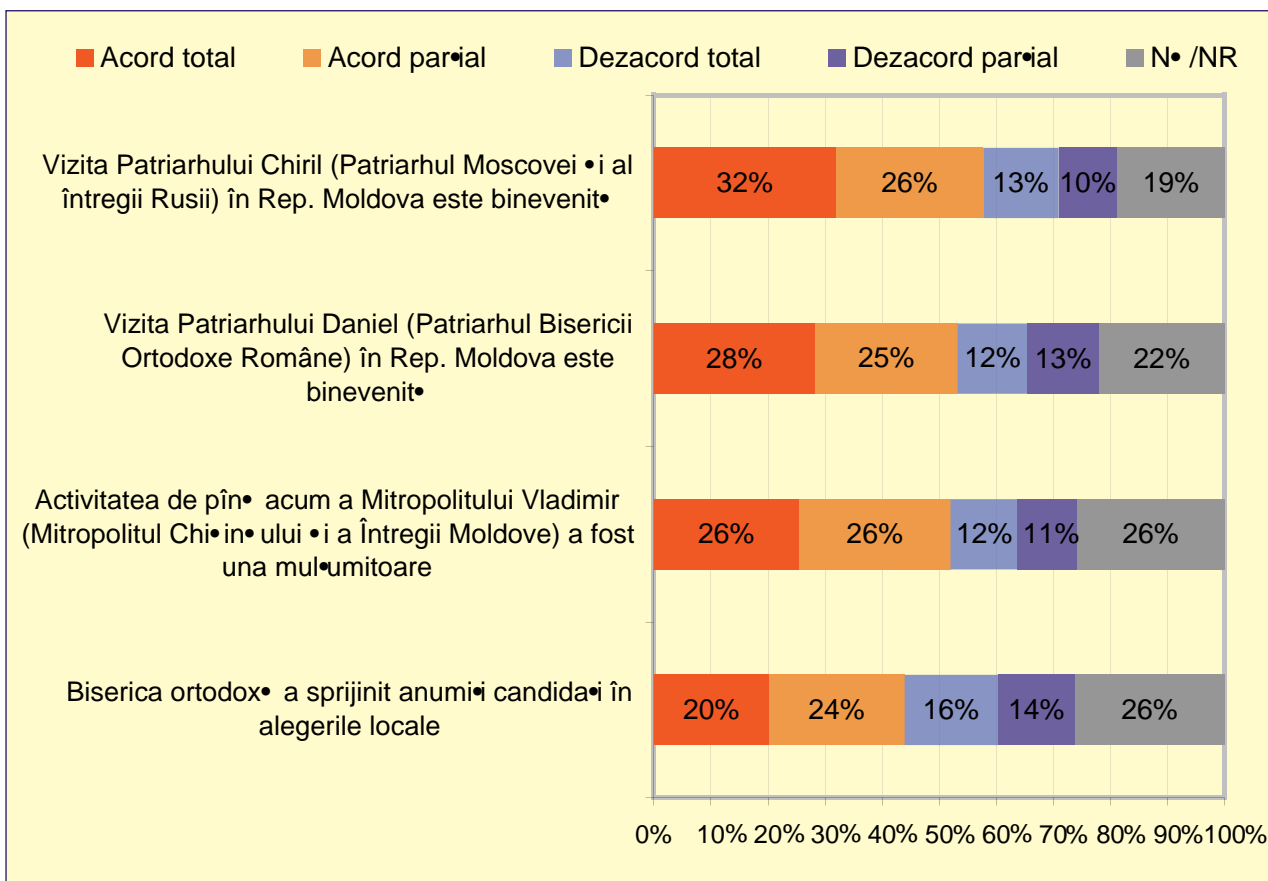 Acord total Acord par•ial Dezacord total Dezacord par•ial N• /NR
Vizita Patriarhului Chiril (Patriarhul Moscovei •i al
întregii Rusii) în Rep. Moldova este binevenit•
32% 26% 13% 10% 19%
Vizita Patriarhului Daniel (Patriarhul Bisericii
Ortodoxe Române) în Rep. Moldova este
binevenit•
28% 25% 12% 13% 22%
Activitatea de pîn• acum a Mitropolitului Vladimir
(Mitropolitul Chi•in•ului •i a Întregii Moldove) a fost
una mul•umitoare
26% 26% 12% 11% 26%
Biserica ortodox• a sprijinit anumi•i candida•i în
alegerile locale
20% 24% 16% 14% 26%
0% 10% 20% 30% 40% 50% 60% 70% 80% 90% 100%